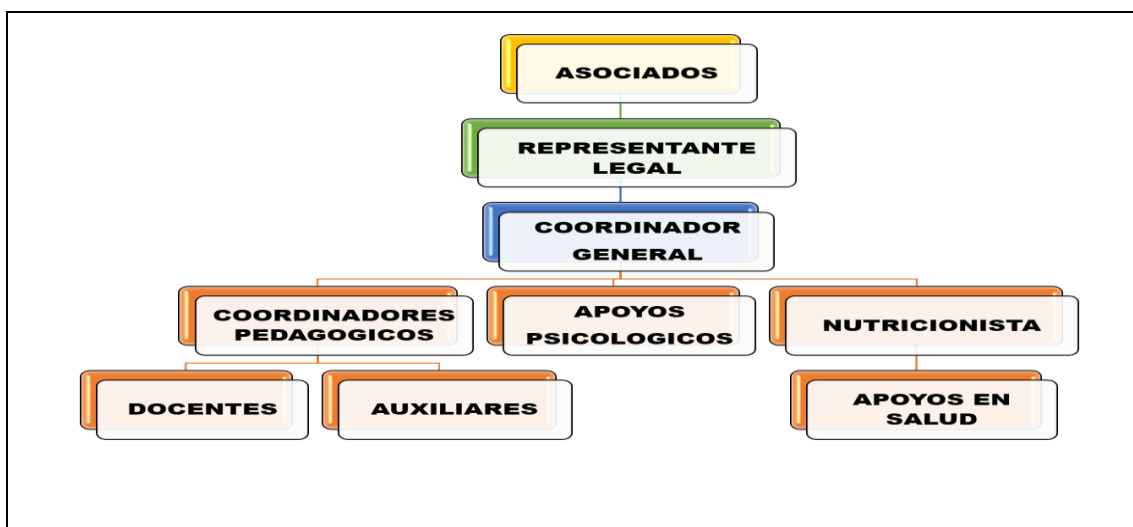 ASOCIADOS
REPRESENTANTE
LEGAL
COORDINADOR
GENERAL
COORDINADORES
PEDAGOGICOS
APOYOS
PSICOLOGICOS
NUTRICIONISTA
DOCENTES
AUXILIARES
APOYOS EN
SALUD